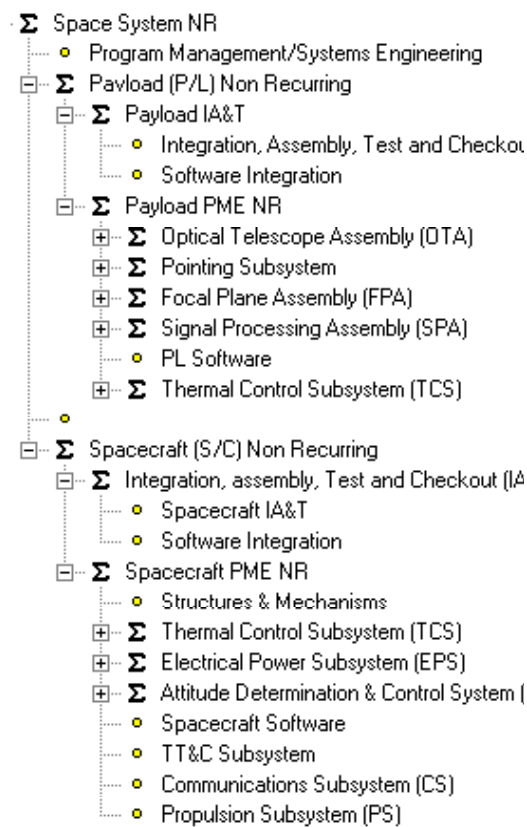 Σ Space System NR
Program Management/Systems Engineering
Σ Pavload (P/L) Non Recurring
Σ Payload IA&T
Integration, Assembly, Test and Checkou
Software Integration
Σ Payload PME NR
Σ Optical Telescope Assembly (OTA)
Σ Pointing Subsystem
Σ Focal Plane Assembly (FPA)
Σ Signal Processing Assembly (SPA)
PL Software
Σ Thermal Control Subsystem (TCS)
Σ Spacecraft (S/C) Non Recurring
Σ Integration, assembly, Test and Checkout (IA
Spacecraft IA&T
Software Integration
Σ Spacecraft PME NR
Structures & Mechanisms
Σ Thermal Control Subsystem (TCS)
Σ Electrical Power Subsystem (EPS)
Σ Attitude Determination & Control System (
Spacecraft Software
TT&C Subsystem
Communications Subsystem (CS)
Propulsion Subsystem (PS)